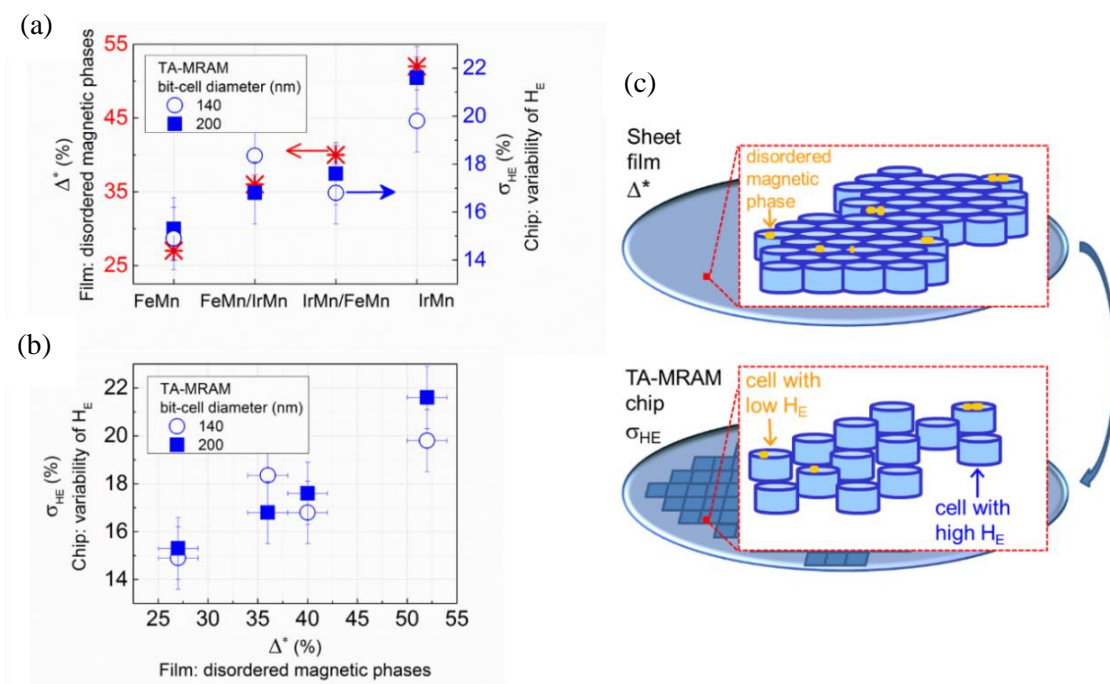 (a)
55
45
35
25
Δ* (%)
Film: disordered magnetic phases
TA-MRAM
bit-cell diameter (nm)
140
200
22
20
18
16
14
σHE (%)
Chip: variability of HE
FeMn
FeMn/IrMn
IrMn/FeMn
IrMn
(b)
σHE (%)
Chip: variability of HE
22
20
18
16
14
TA-MRAM
bit-cell diameter (nm)
140
200
25
30
35
40
45
50
55
Δ* (%)
Film: disordered magnetic phases
(c)
Sheet
film
Δ*
disordered
magnetic
phase
TA-MRAM
chip
σHE
cell with
low HE
cell with
high HE